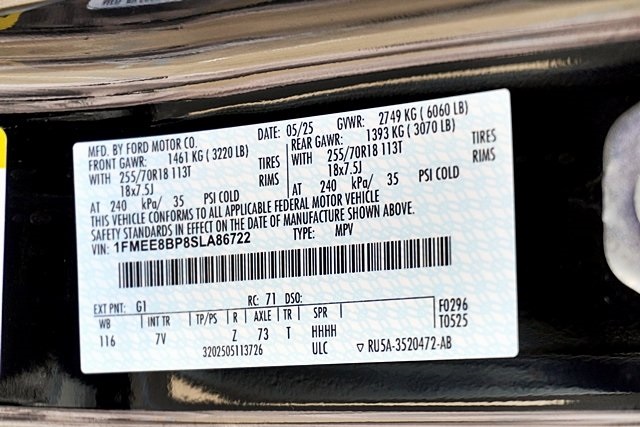 MFD. BY FORD MOTOR CO.
DATE: 05/25 GVWR: 2749 KG ( 6060 LB)
FRONT GAWR: 1461 KG ( 3220 LB)
WITH 255/70R18 113T TIRES
18x7.5J RIMS
AT 240 kPa/ 35 PSI COLD
REAR GAWR: 1393 KG ( 3070 LB)
WITH 255/70R18 113T TIRES
18x7.5J RIMS
AT 240 kPa/ 35 PSI COLD
THIS VEHICLE CONFORMS TO ALL APPLICABLE FEDERAL MOTOR VEHICLE
SAFETY STANDARDS IN EFFECT ON THE DATE OF MANUFACTURE SHOWN ABOVE.
VIN: 1FMEE8BP8SLA86722 TYPE: MPV
EXT PNT: G1 RC: 71 DSO: F0296
WB INT TR TP/PS R AXLE TR SPR T0525
116 7V Z 73 T HHHH
3202505113726 ULC ▽ RU5A-3520472-AB